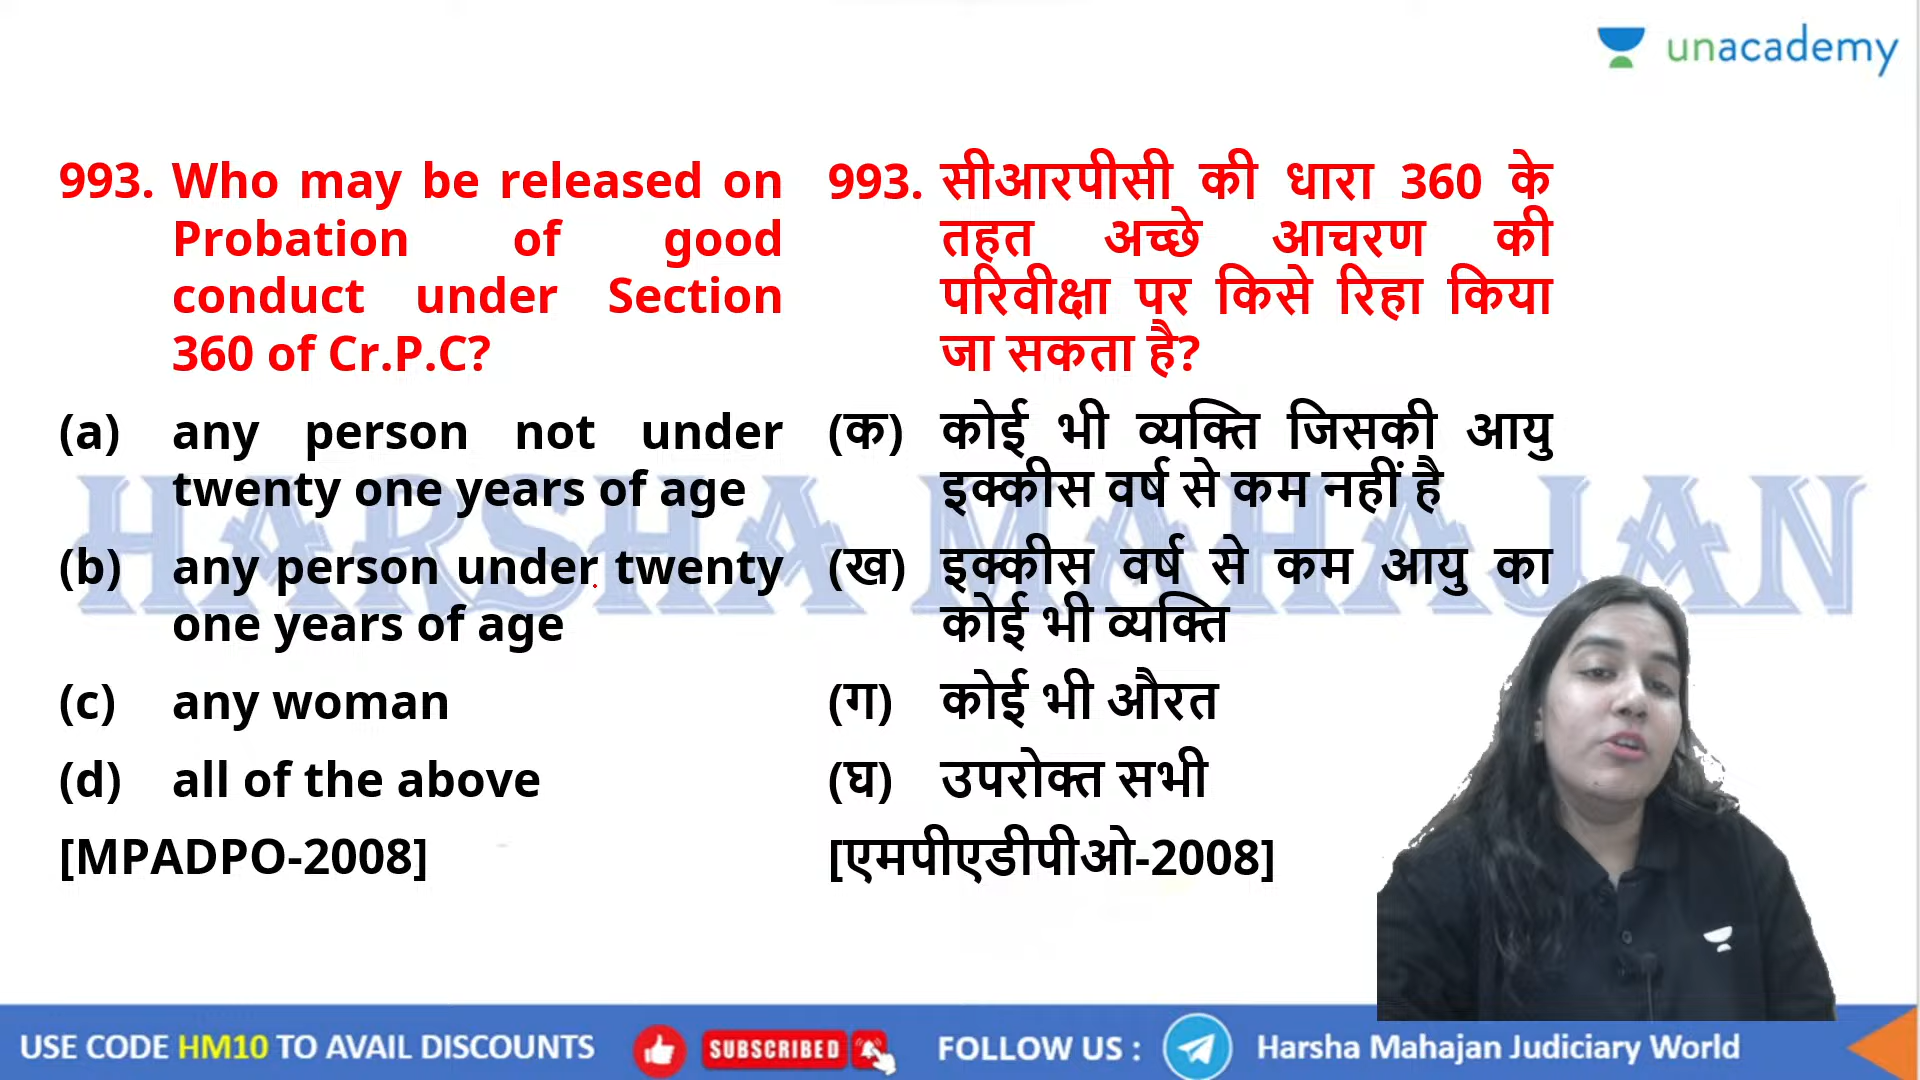 unacademy
993. Who may be released on
Probation of good
conduct under Section
360 of Cr.P.C?
(a) any person not under
twenty one years of age
(b) any person under twenty
one years of age
(c) any woman
(d) all of the above
[MPADPO-2008]
993. सीआरपीसी की धारा 360 के
तहत अच्छे आचरण की
परिवीक्षा पर किसे रिहा किया
जा सकता है?
(क) कोई भी व्यक्ति जिसकी आयु
इक्कीस वर्ष से कम नहीं है
(ख) इक्कीस वर्ष से कम आयु का
कोई भी व्यक्ति
(ग) कोई भी औरत
(घ) उपरोक्त सभी
[एमपीएडीपीओ-2008]
HARSHA MAHAJAN
USE CODE HM10 TO AVAIL DISCOUNTS
SUBSCRIBED
FOLLOW US :
Harsha Mahajan Judiciary World